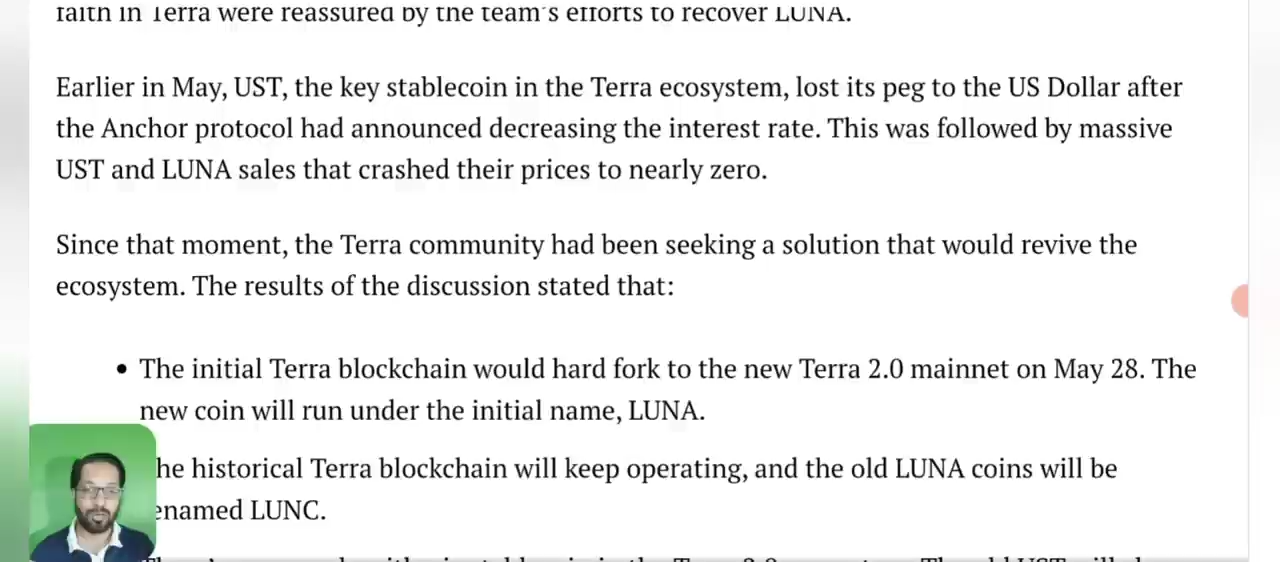 faith in Terra were reassured by the team's efforts to recover LUNA.
Earlier in May, UST, the key stablecoin in the Terra ecosystem, lost its peg to the US Dollar after
the Anchor protocol had announced decreasing the interest rate. This was followed by massive
UST and LUNA sales that crashed their prices to nearly zero.
Since that moment, the Terra community had been seeking a solution that would revive the
ecosystem. The results of the discussion stated that:
• The initial Terra blockchain would hard fork to the new Terra 2.0 mainnet on May 28. The
new coin will run under the initial name, LUNA.
he historical Terra blockchain will keep operating, and the old LUNA coins will be
enamed LUNC.